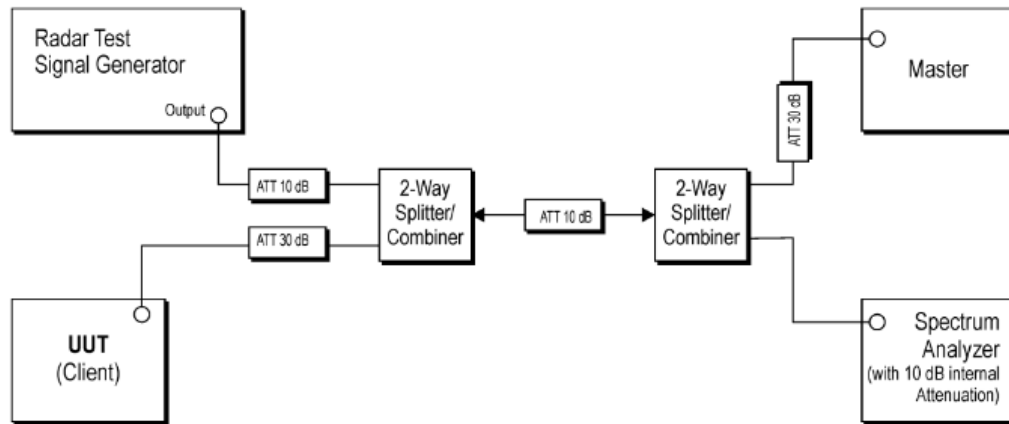 Radar Test
Signal Generator
Output
ATT 10 dB
ATT 30 dB
UUT
(Client)
2-Way
Splitter/
Combiner
ATT 10 dB
2-Way
Splitter/
Combiner
ATT 30 dB
Master
Spectrum
Analyzer
(with 10 dB internal
Attenuation)